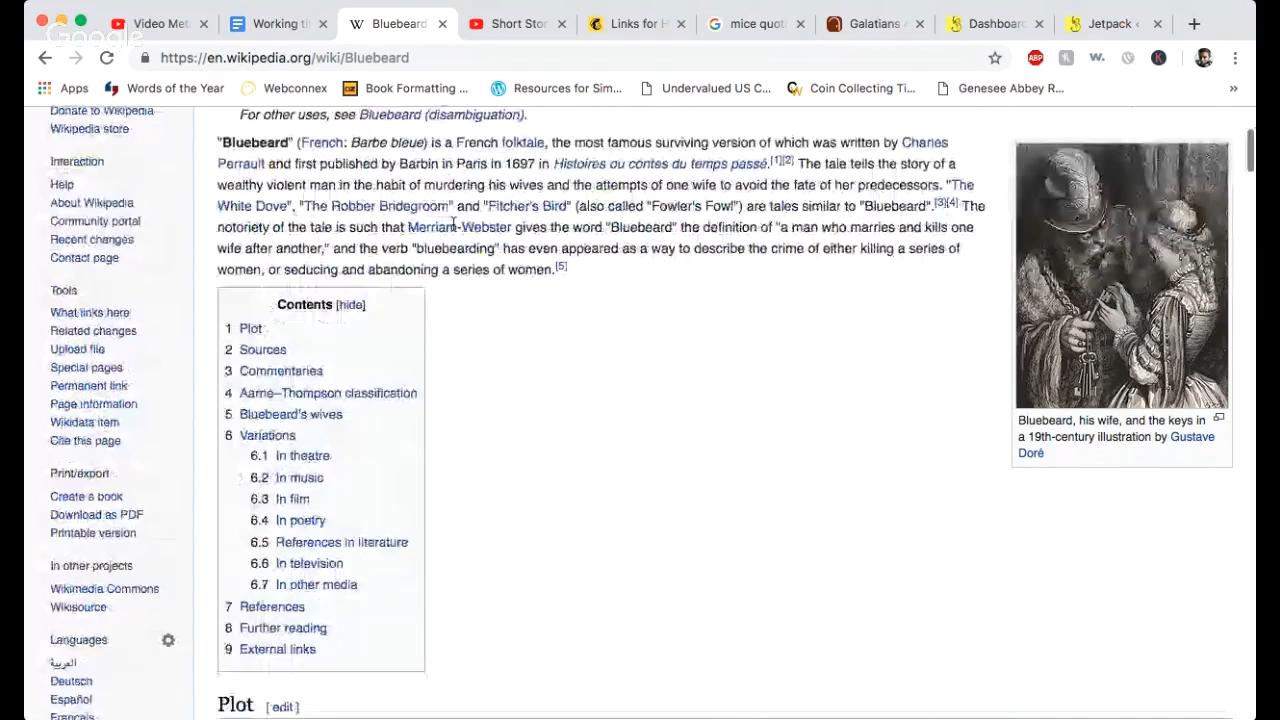 Google
Video Met
Working ti
W Bluebeard
Short Stor
Links for H
mice quot
Galatians
Dashboar
Jetpack
https://en.wikipedia.org/wiki/Bluebeard
ABP
w.
K
Apps
Words of the Year
Webconnex
Book Formatting ...
Resources for Sim...
Undervalued US C...
Coin Collecting Ti...
Genesee Abbey R...
»
Donate to Wikipedia
Wikipedia store
Interaction
Help
About Wikipedia
Community portal
Recent changes
Contact page
Tools
What links here
Related changes
Upload file
Special pages
Permanent link
Page information
Wikidata item
Cite this page
Print/export
Create a book
Download as PDF
Printable version
In other projects
Wikimedia Commons
Wikisource
Languages
العربية
Deutsch
Español
Français
For other uses, see Bluebeard (disambiguation).
"Bluebeard" (French: Barbe bleue) is a French folktale, the most famous surviving version of which was written by Charles
Perrault and first published by Barbin in Paris in 1697 in Histoires ou contes du temps passé.[1][2] The tale tells the story of a
wealthy violent man in the habit of murdering his wives and the attempts of one wife to avoid the fate of her predecessors. "The
White Dove", "The Robber Bridegroom" and "Fitcher's Bird" (also called "Fowler's Fowl") are tales similar to "Bluebeard".[3][4] The
notoriety of the tale is such that Merriam-Webster gives the word "Bluebeard" the definition of "a man who marries and kills one
wife after another," and the verb "bluebearding" has even appeared as a way to describe the crime of either killing a series of
women, or seducing and abandoning a series of women.[5]
Contents [hide]
1 Plot
2 Sources
3 Commentaries
4 Aarne–Thompson classification
5 Bluebeard's wives
6 Variations
6.1 In theatre
6.2 In music
6.3 In film
6.4 In poetry
6.5 References in literature
6.6 In television
6.7 In other media
7 References
8 Further reading
9 External links
Plot [edit]
Bluebeard, his wife, and the keys in
a 19th-century illustration by Gustave
Doré